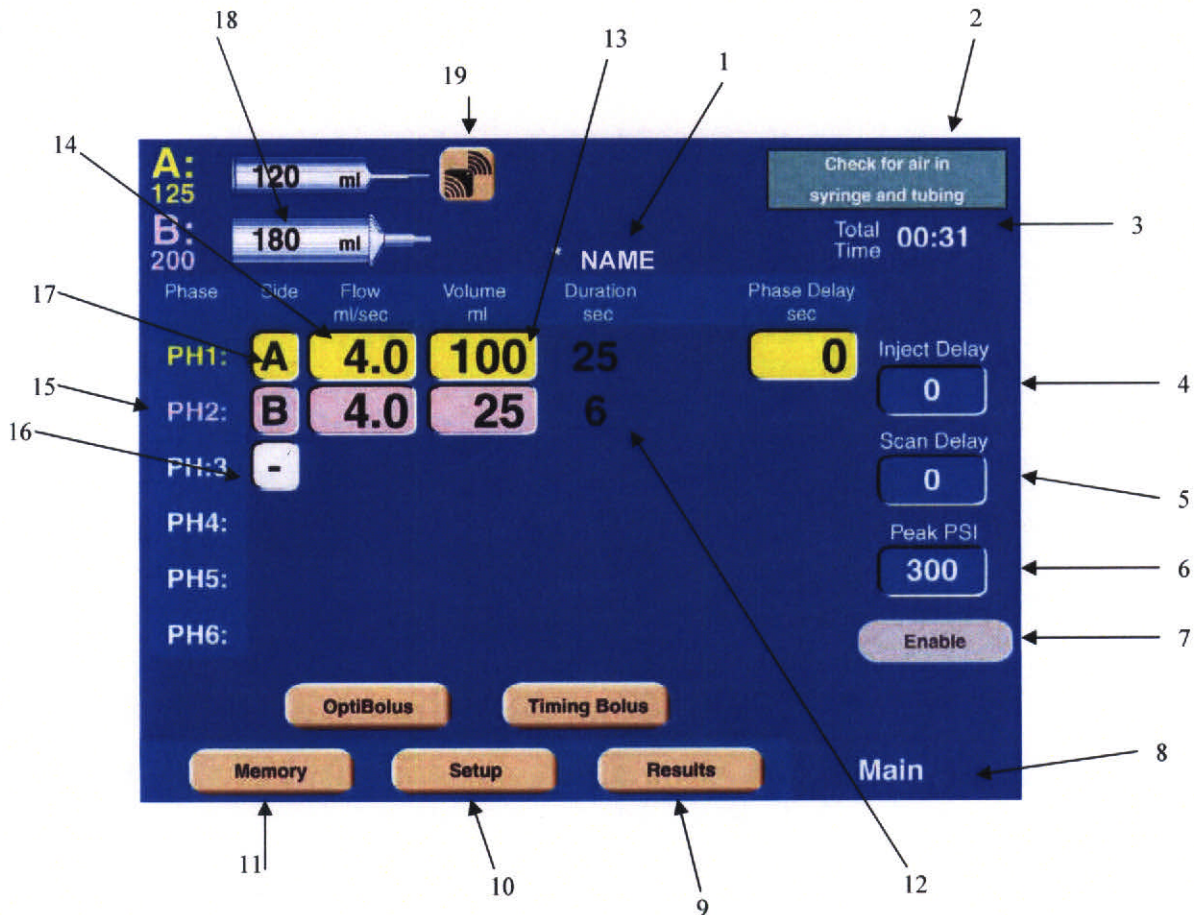 18
13
2
19
1
14
A:
125
120 ml
Check for air in
syringe and tubing
B:
200
180 ml
Total
Time
00:31
3
* NAME
Phase Side Flow Volume Duration Phase Delay
ml/sec ml sec sec
17
PH1: A 4.0 100 25 0
Inject Delay
0
4
15
PH2: B 4.0 25 6
16
PH:3 -
Scan Delay
0
5
PH4:
Peak PSI
300
6
PH5:
PH6:
Enable
7
OptiBolus Timing Bolus
Memory Setup Results Main
8
11
10
9
12